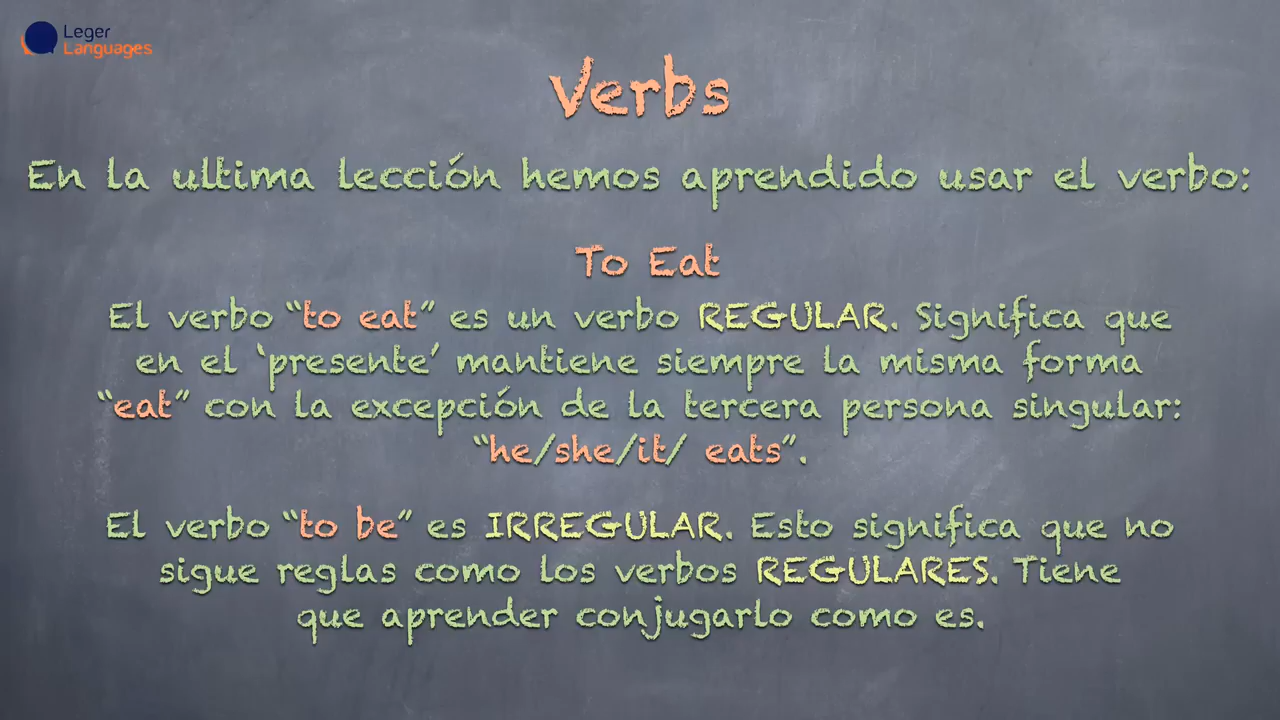 Leger
Languages
Verbs
En la ultima lección hemos aprendido usar el verbo:
To Eat
El verbo “to eat” es un verbo REGULAR. Significa que
en el ‘presente’ mantiene siempre la misma forma
“eat” con la excepción de la tercera persona singular:
“he/she/it/ eats”.
El verbo “to be” es IRREGULAR. Esto significa que no
sigue reglas como los verbos REGULARES. Tiene
que aprender conjugarlo como es.